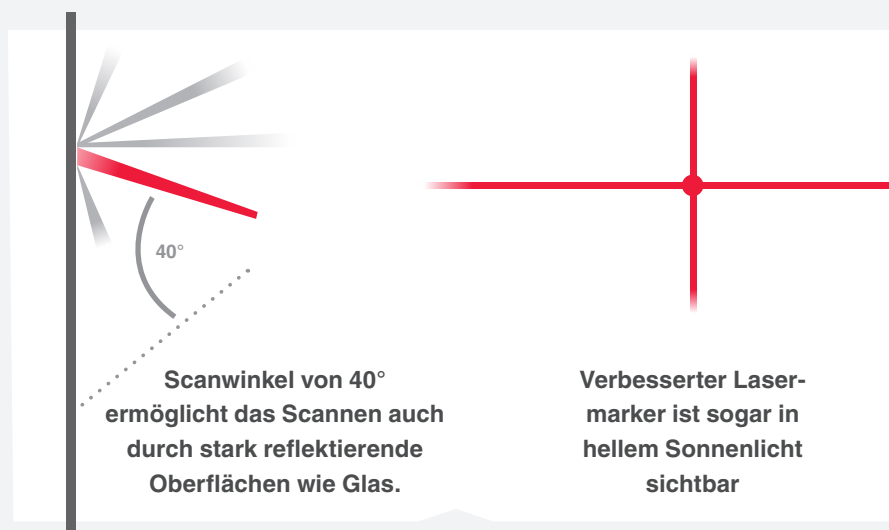 40°
Scanwinkel von 40°
ermöglicht das Scannen auch
durch stark reflektierende
Oberflächen wie Glas.
Verbesserter Laser-
marker ist sogar in
hellem Sonnenlicht
sichtbar